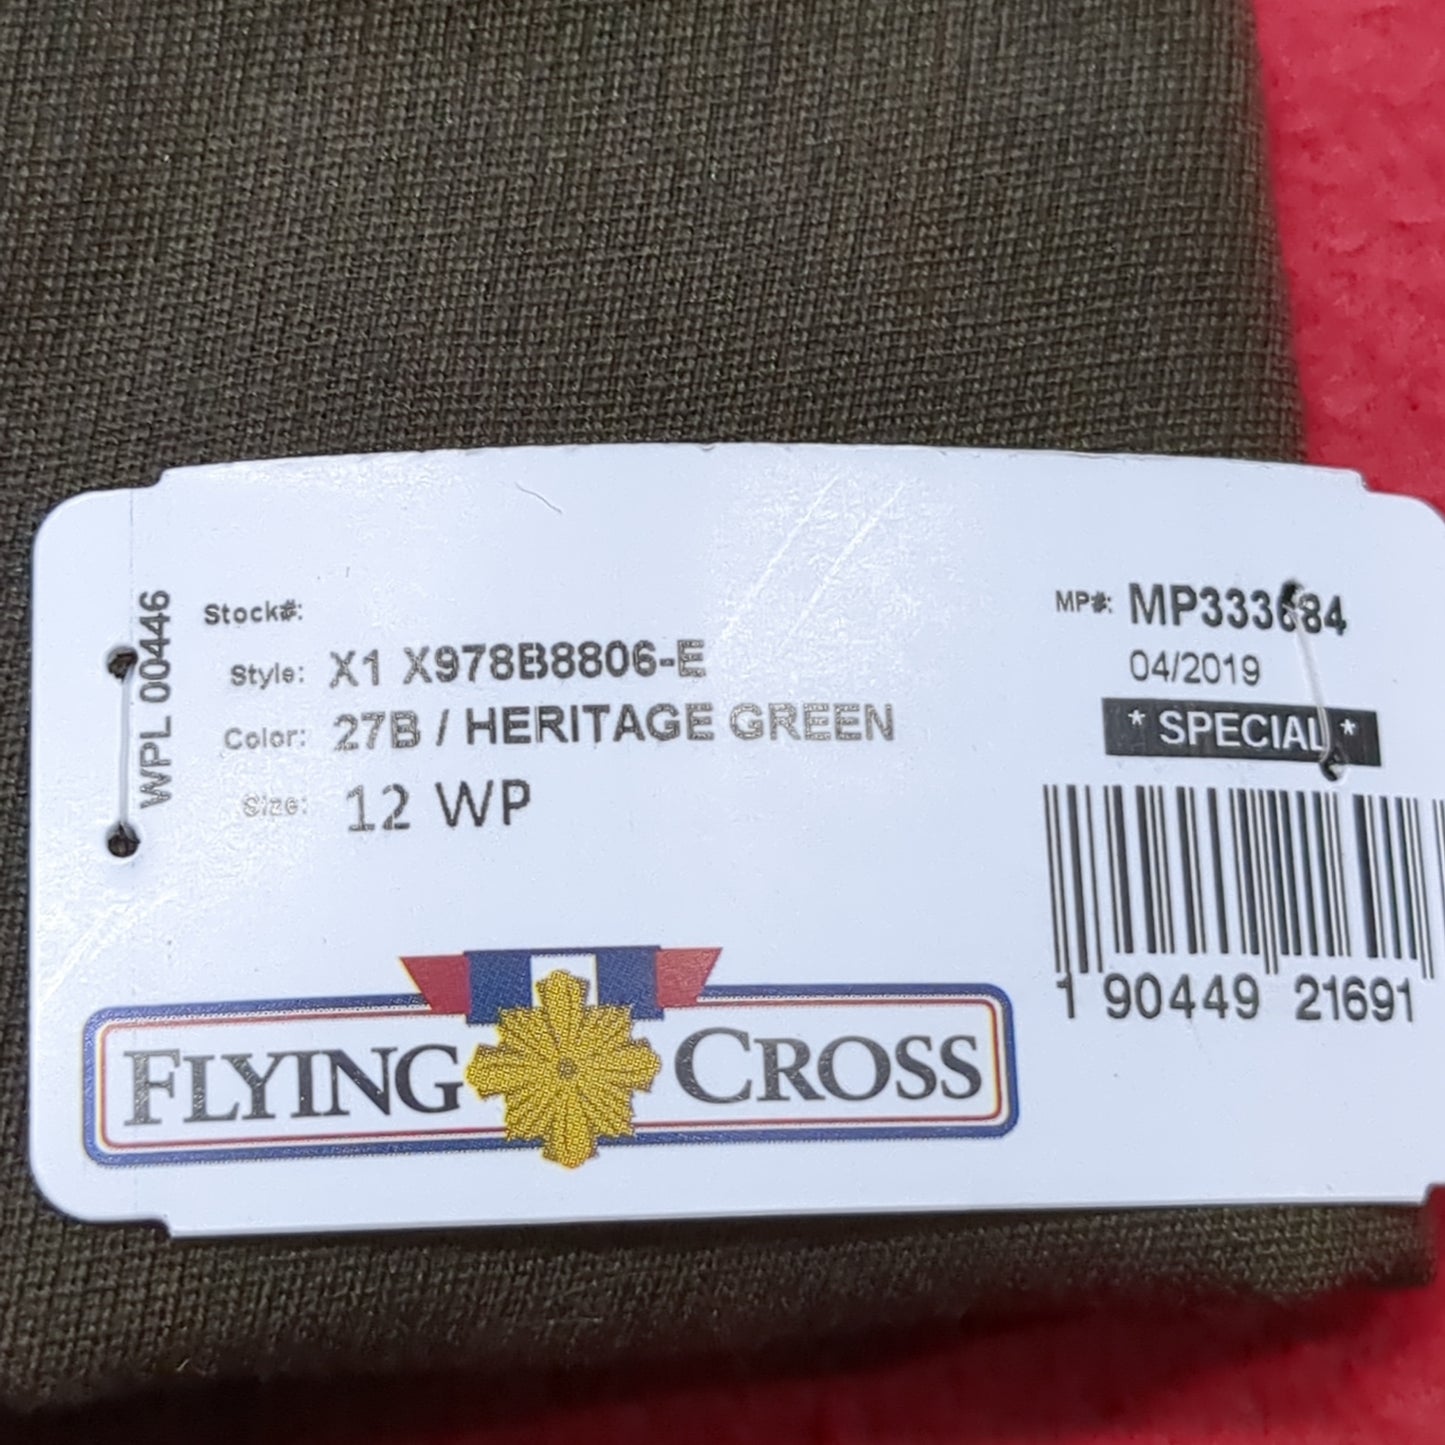 WPL 00446
Stock#:
Style: X1 X978B8806-E
Color: 27B / HERITAGE GREEN
Size: 12 WP
MP#: MP333684
04/2019
* SPECIAL *
1 90449 21691
FLYING CROSS